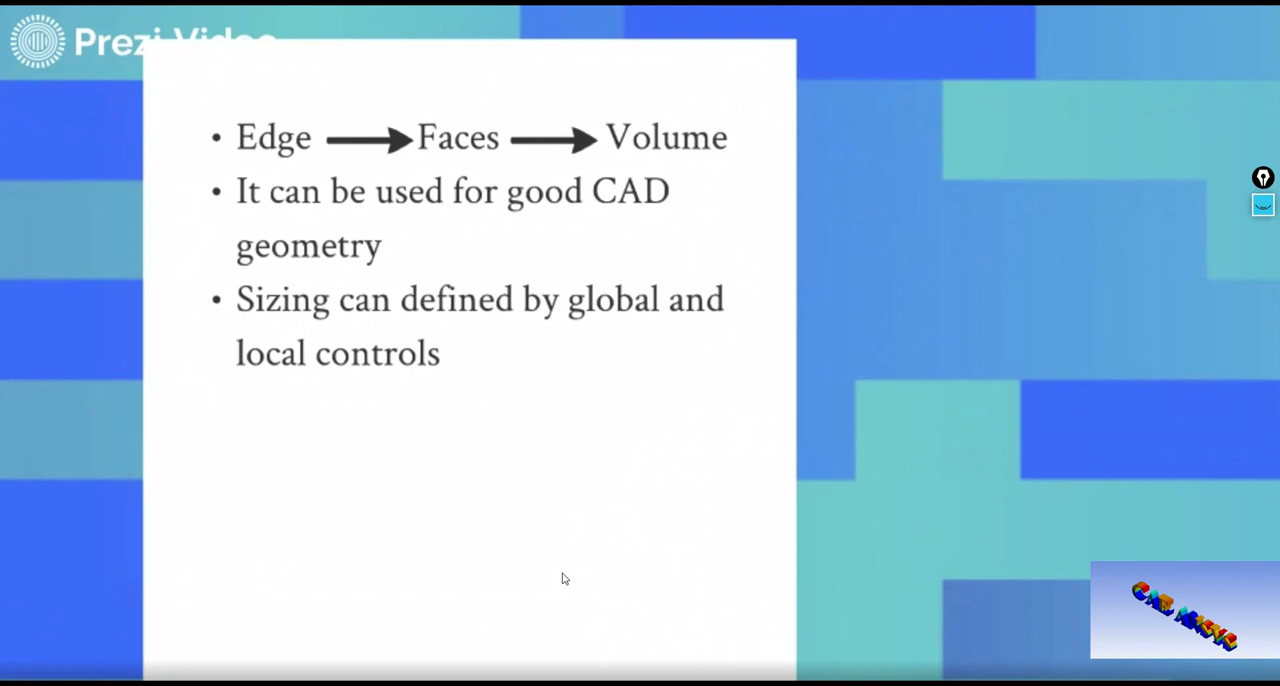 Prezi Video
• Edge → Faces → Volume
• It can be used for good CAD
geometry
• Sizing can defined by global and
local controls